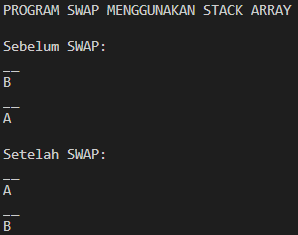 PROGRAM SWAP MENGGUNAKAN STACK ARRAY
Sebelum SWAP:
__
B
__
A
Setelah SWAP:
__
A
__
B